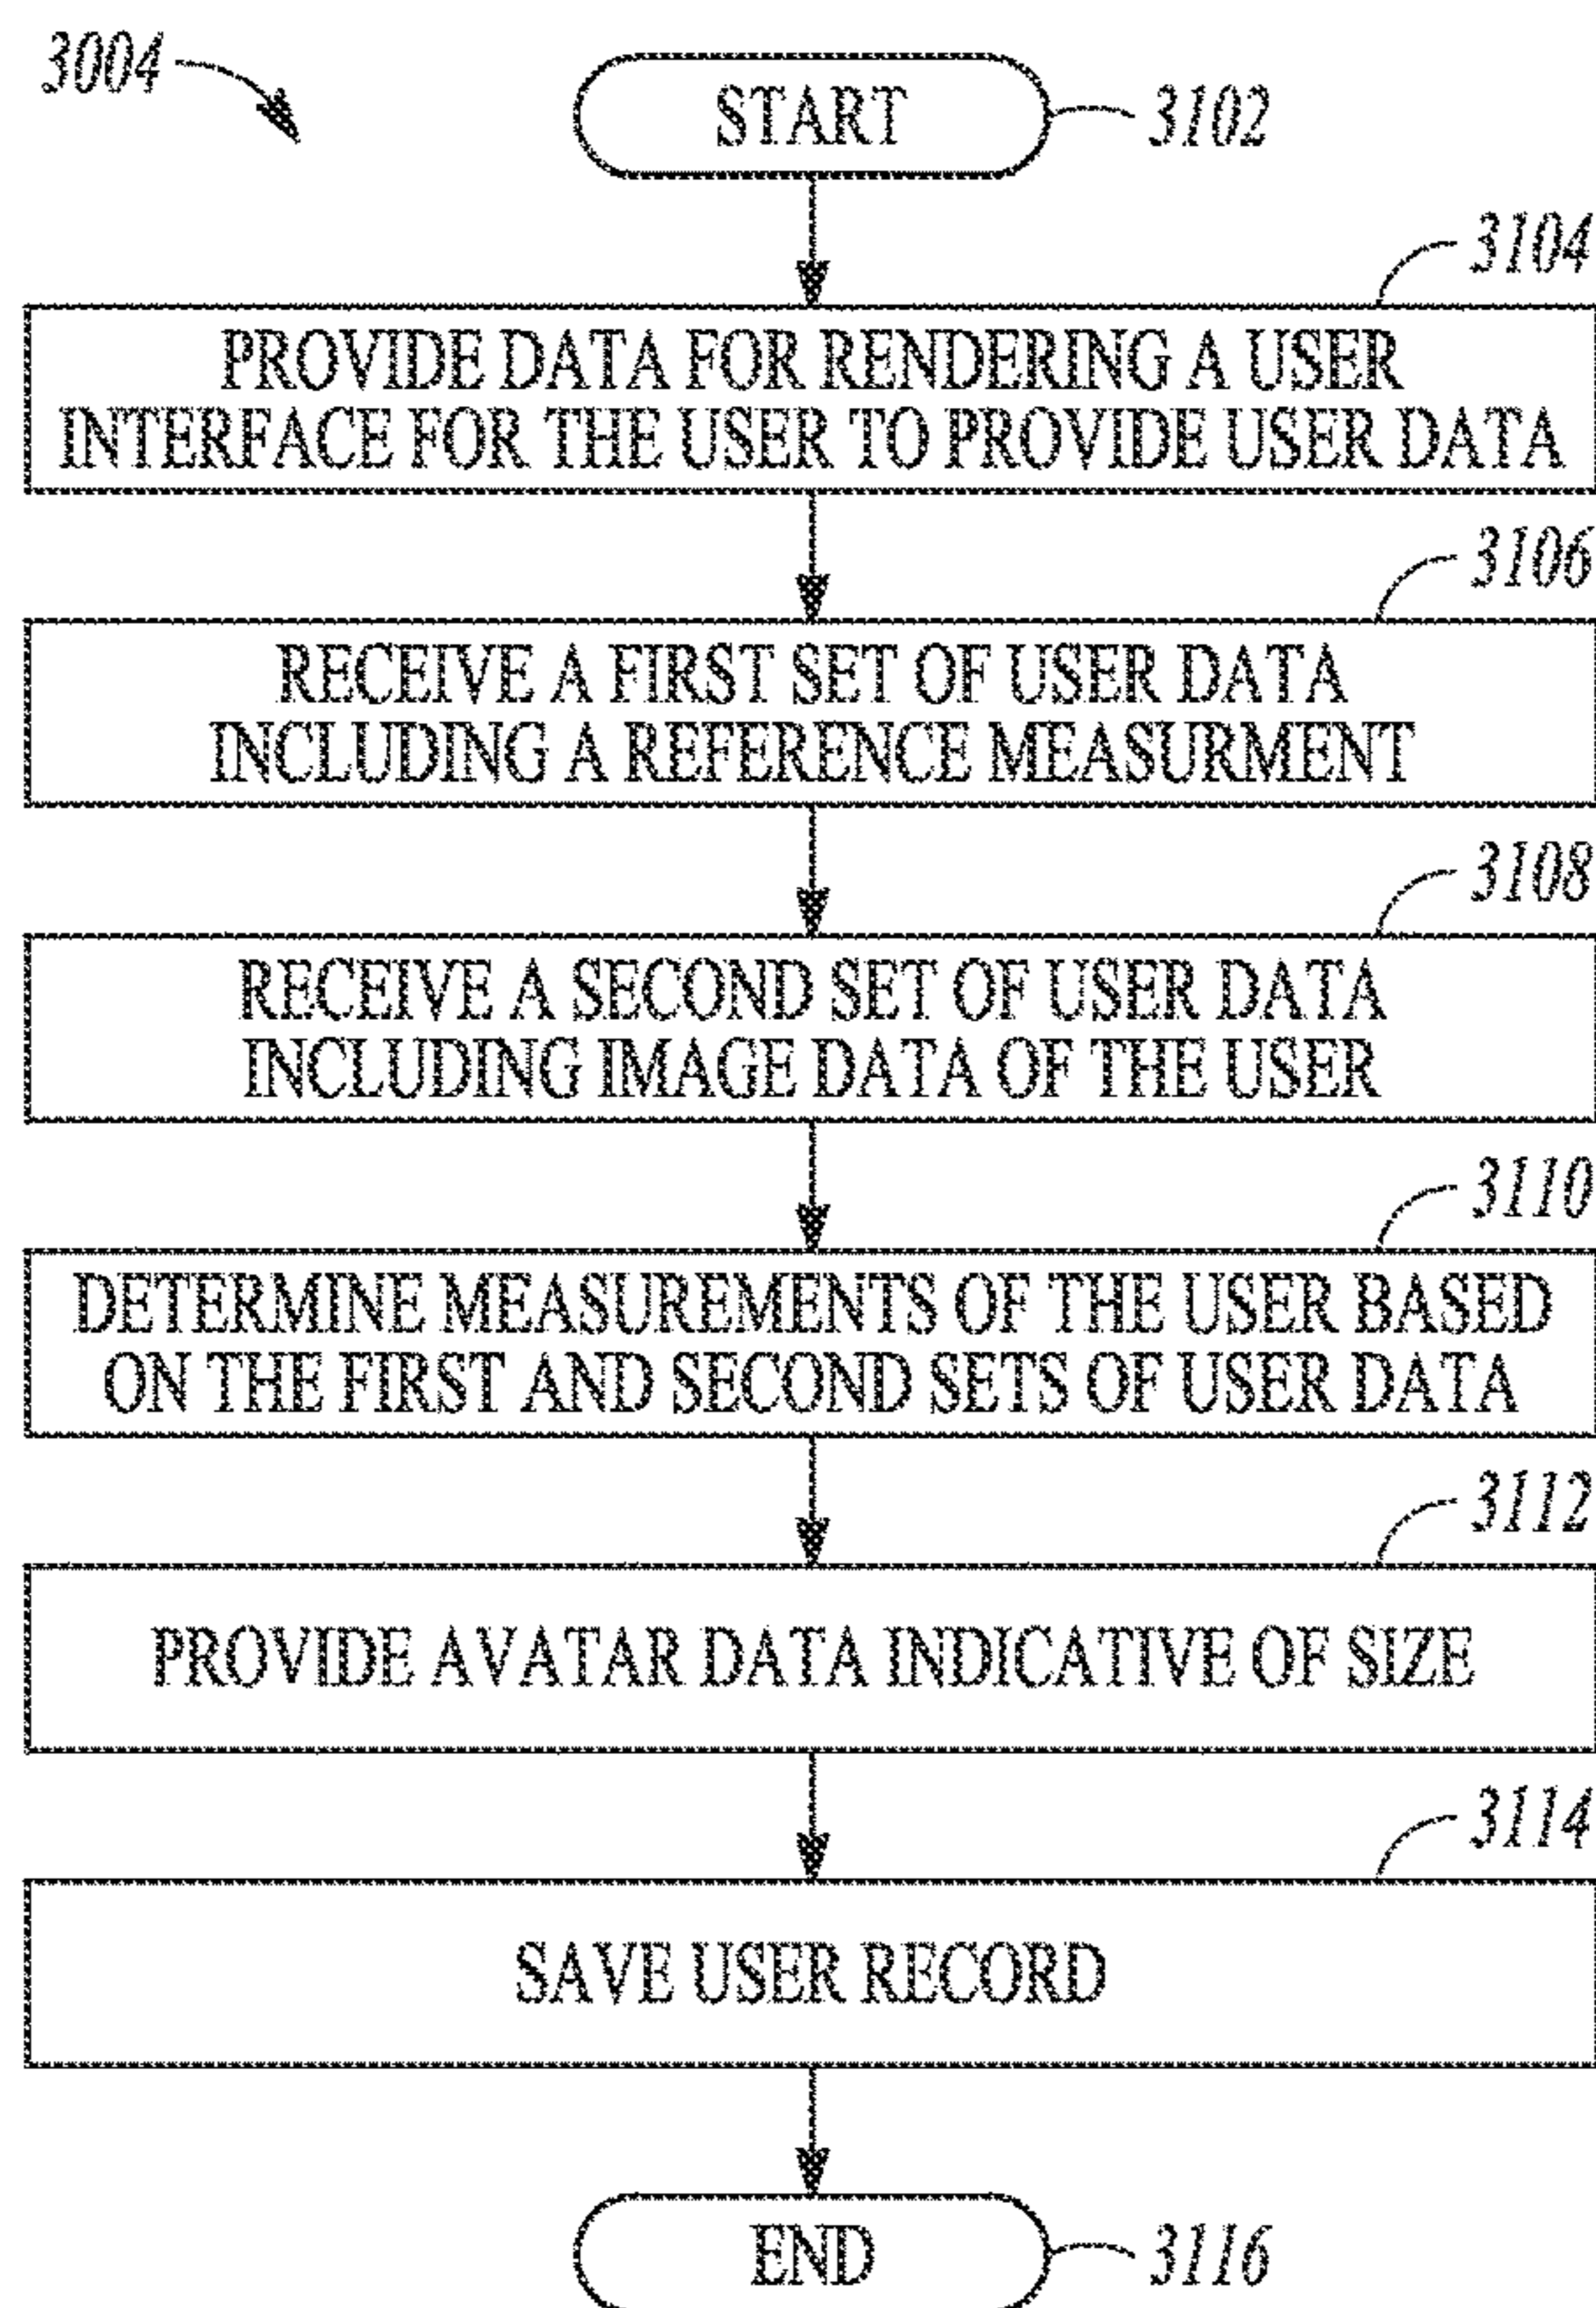 3004
START
3102
3104
PROVIDE DATA FOR RENDERING A USER
INTERFACE FOR THE USER TO PROVIDE USER DATA
3106
RECEIVE A FIRST SET OF USER DATA
INCLUDING A REFERENCE MEASURMENT
3108
RECEIVE A SECOND SET OF USER DATA
INCLUDING IMAGE DATA OF THE USER
3110
DETERMINE MEASUREMENTS OF THE USER BASED
ON THE FIRST AND SECOND SETS OF USER DATA
3112
PROVIDE AVATAR DATA INDICATIVE OF SIZE
3114
SAVE USER RECORD
END
3116